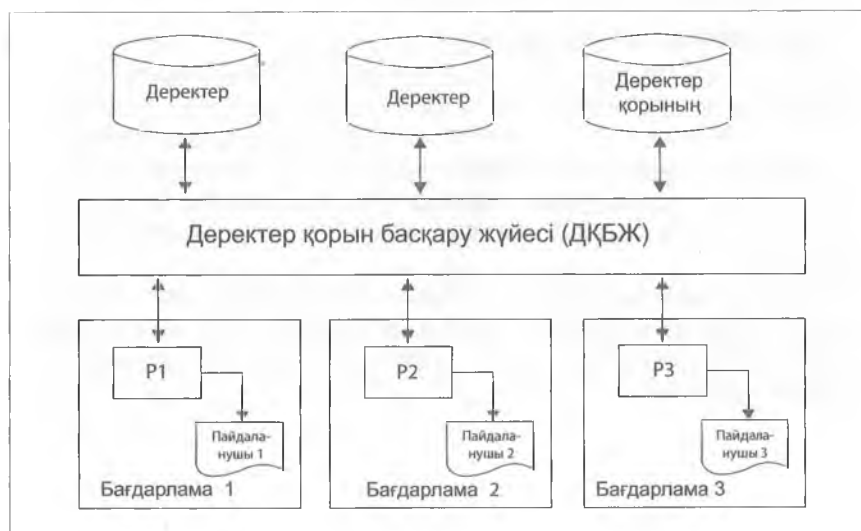 Деректер
Деректер
Деректер
қорының
Деректер қорын басқару жүйесі (ДҚБЖ)
P1
P2
P3
Пайдала-
нушы 1
Пайдала-
нушы 2
Пайдала-
нушы 3
Бағдарлама 1
Бағдарлама 2
Бағдарлама 3